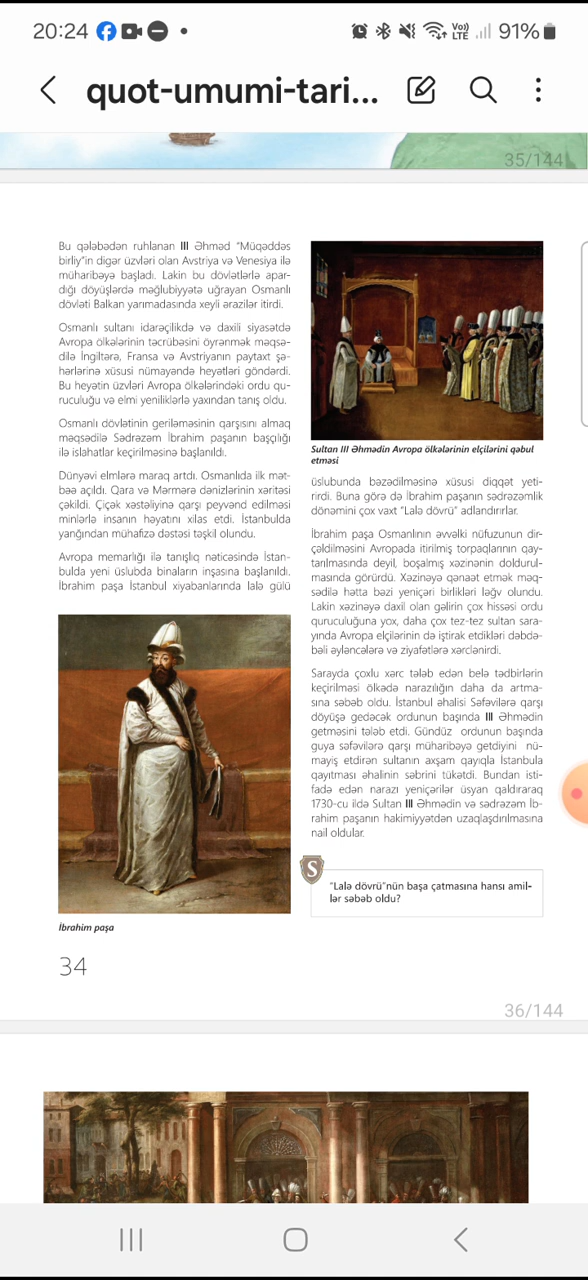 20:24
Vo))
LTE
91%
quot-umumi-tari...
35/144
Bu qələbədən ruhlanan III Əhməd "Müqəddəs
birliy"in digər üzvləri olan Avstriya və Venesiya ilə
müharibəyə başladı. Lakin bu dövlətlərlə apar-
dığı döyüşlərdə məğlubiyyətə uğrayan Osmanlı
dövləti Balkan yarımadasında xeyli ərazilər itirdi.
Osmanlı sultanı idarəçilikdə və daxili siyasətdə
Avropa ölkələrinin təcrübəsini öyrənmək məqsə-
dilə İngiltərə, Fransa və Avstriyanın paytaxt şə-
hərlərinə xüsusi nümayəndə heyətləri göndərdi.
Bu heyətin üzvləri Avropa ölkələrindəki ordu qu-
ruculuğu və elmi yeniliklərlə yaxından tanış oldu.
Osmanlı dövlətinin geriləməsinin qarşısını almaq
məqsədilə Sədrəzəm İbrahim paşanın başçılığı
ilə islahatlar keçirilməsinə başlanıldı.
Dünyəvi elmlərə maraq artdı. Osmanlıda ilk mət-
bəə açıldı. Qara və Mərmərə dənizlərinin xəritəsi
çəkildi. Çiçək xəstəliyinə qarşı peyvənd edilməsi
minlərlə insanın həyatını xilas etdi. İstanbulda
yanğından mühafizə dəstəsi təşkil olundu.
Avropa memarlığı ilə tanışlıq nəticəsində İstan-
bulda yeni üslubda binaların inşasına başlanıldı.
İbrahim paşa İstanbul xiyabanlarında lalə gülü
İbrahim paşa
34
Sultan III Əhmədin Avropa ölkələrinin elçilərini qəbul
etməsi
üslubunda bəzədilməsinə xüsusi diqqət yeti-
rirdi. Buna görə də İbrahim paşanın sədrəzəmlik
dönəmini çox vaxt "Lalə dövrü" adlandırırlar.
İbrahim paşa Osmanlının əvvəlki nüfuzunun dir-
çəldilməsini Avropada itirilmiş torpaqlarının qay-
tarılmasında deyil, boşalmış xəzinənin doldurul-
masında görürdü. Xəzinəyə qənaət etmək məq-
sədilə hətta bəzi yeniçəri birlikləri ləğv olundu.
Lakin xəzinəyə daxil olan gəlirin çox hissəsi ordu
quruculuğuna yox, daha çox tez-tez sultan sara-
yında Avropa elçilərinin də iştirak etdikləri dəbdə-
bəli əyləncələrə və ziyafətlərə xərclənirdi.
Sarayda çoxlu xərc tələb edən belə tədbirlərin
keçirilməsi ölkədə narazılığın daha da artma-
sına səbəb oldu. İstanbul əhalisi Səfəvilərə qarşı
döyüşə gedəcək ordunun başında III Əhmədin
getməsini tələb etdi. Gündüz ordunun başında
guya səfəvilərə qarşı müharibəyə getdiyini nü-
mayiş etdirən sultanın axşam qayıqla İstanbula
qayıtması əhalinin səbrini tükətdi. Bundan isti-
fadə edən narazı yeniçərilər üsyan qaldıraraq
1730-cu ildə Sultan III Əhmədin və sədrəzəm İb-
rahim paşanın hakimiyyətdən uzaqlaşdırılmasına
nail oldular.
S
"Lalə dövrü"nün başa çatmasına hansı amil-
lər səbəb oldu?
36/144